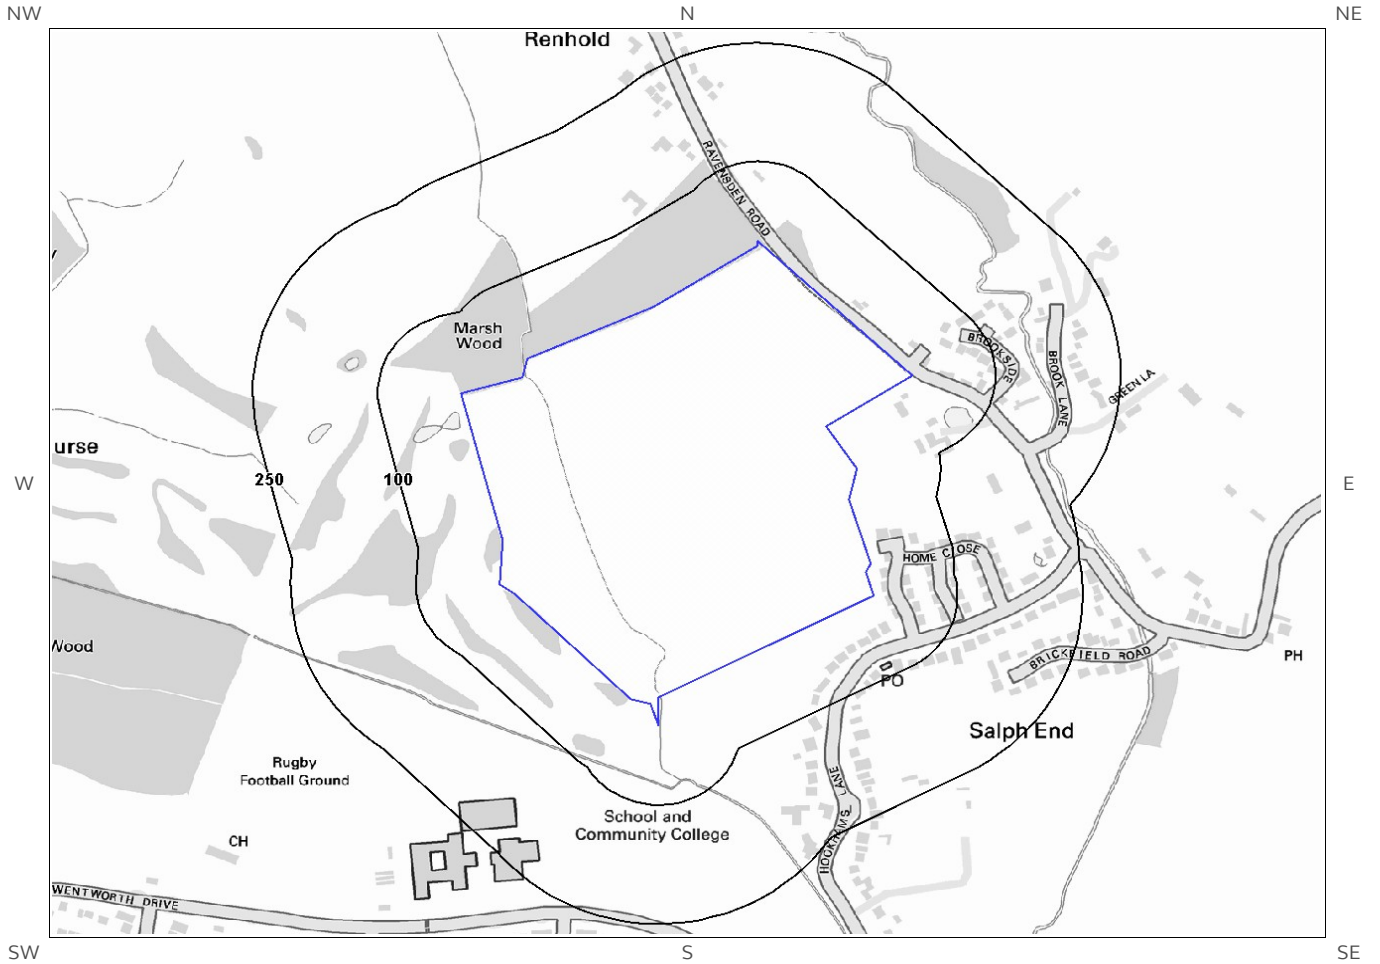 NW
N
NE
Renhold
RAVENSDEN ROAD
Marsh
Wood
BROOKSIDE
BROOK LANE
GREEN LA
urse
250
100
W
E
HOME CLOSE
Wood
BRICKFIELD ROAD
PH
PO
Salph End
Rugby
Football Ground
School and
Community College
HOOKHAMS LANE
CH
WENTWORTH DRIVE
SW
S
SE